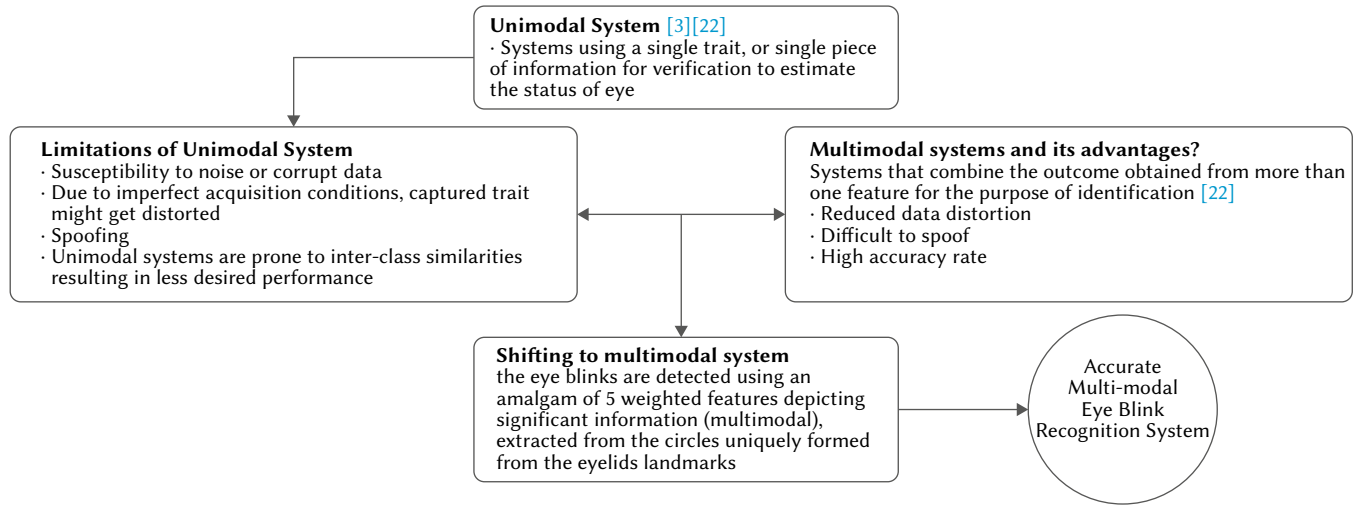 Unimodal System [3][22]
· Systems using a single trait, or single piece
of information for verification to estimate
the status of eye
Limitations of Unimodal System
· Susceptibility to noise or corrupt data
· Due to imperfect acquisition conditions, captured trait
might get distorted
· Spoofing
· Unimodal systems are prone to inter-class similarities
resulting in less desired performance
Multimodal systems and its advantages?
Systems that combine the outcome obtained from more than
one feature for the purpose of identification [22]
· Reduced data distortion
· Difficult to spoof
· High accuracy rate
Shifting to multimodal system
the eye blinks are detected using an
amalgam of 5 weighted features depicting
significant information (multimodal),
extracted from the circles uniquely formed
from the eyelids landmarks
Accurate
Multi-modal
Eye Blink
Recognition System